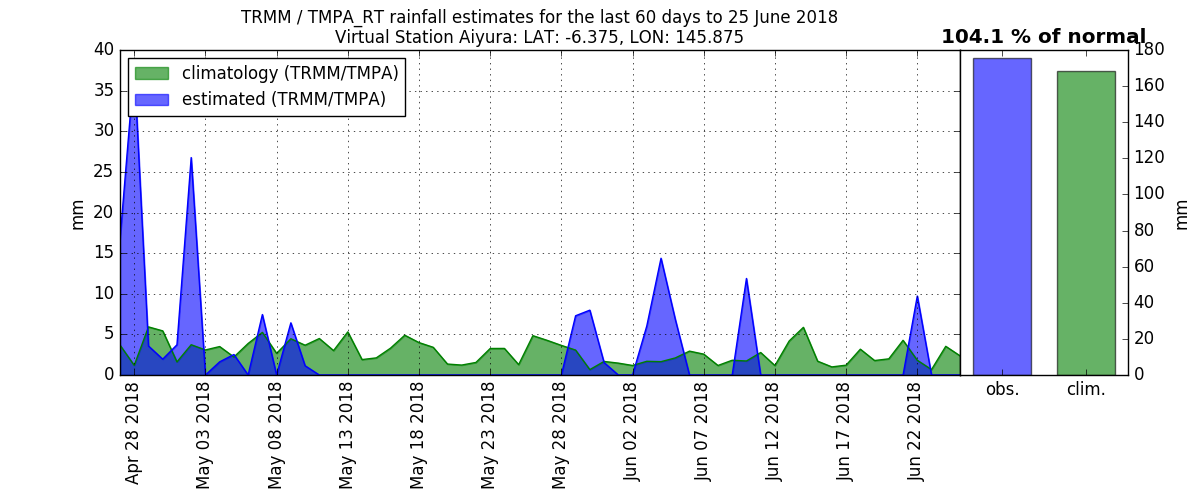 TRMM / TMPA_RT rainfall estimates for the last 60 days to 25 June 2018
Virtual Station Aiyura: LAT: -6.375, LON: 145.875
104.1 % of normal
climatology (TRMM/TMPA)
estimated (TRMM/TMPA)
40
35
30
25
20
15
10
5
0
mm
Apr 28 2018
May 03 2018
May 08 2018
May 13 2018
May 18 2018
May 23 2018
May 28 2018
Jun 02 2018
Jun 07 2018
Jun 12 2018
Jun 17 2018
Jun 22 2018
obs.
clim.
180
160
140
120
100
80
60
40
20
0
mm